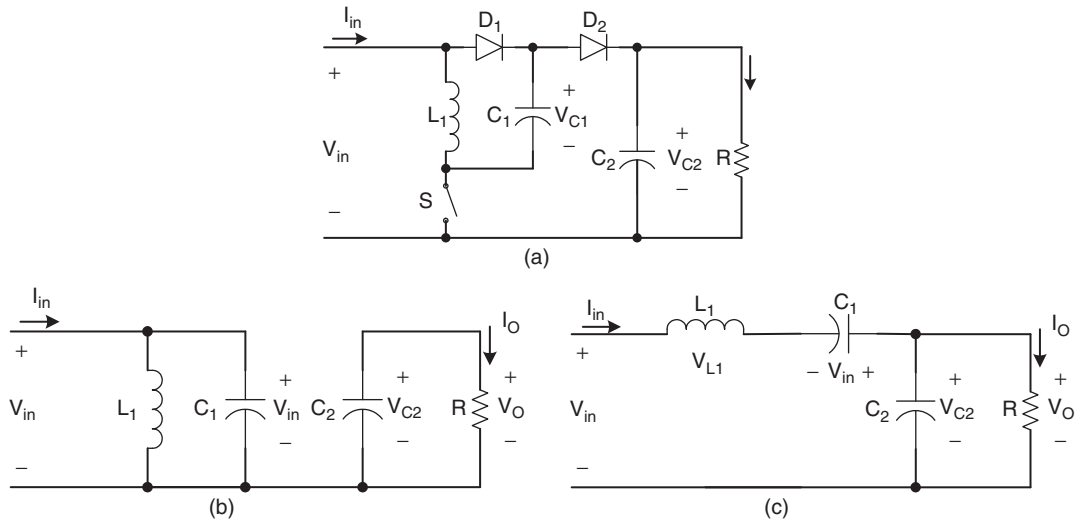 I_in D_1 D_2
+
L_1 C_1 + V_C1 −
V_in C_2 + V_C2 − R
S
−
(a)
I_in I_O
+
V_in L_1 C_1 + V_in − C_2 + V_C2 − R + V_O −
−
(b)
I_in L_1 C_1 I_O
+ V_L1 − V_in +
V_in C_2 + V_C2 − R + V_O −
−
(c)